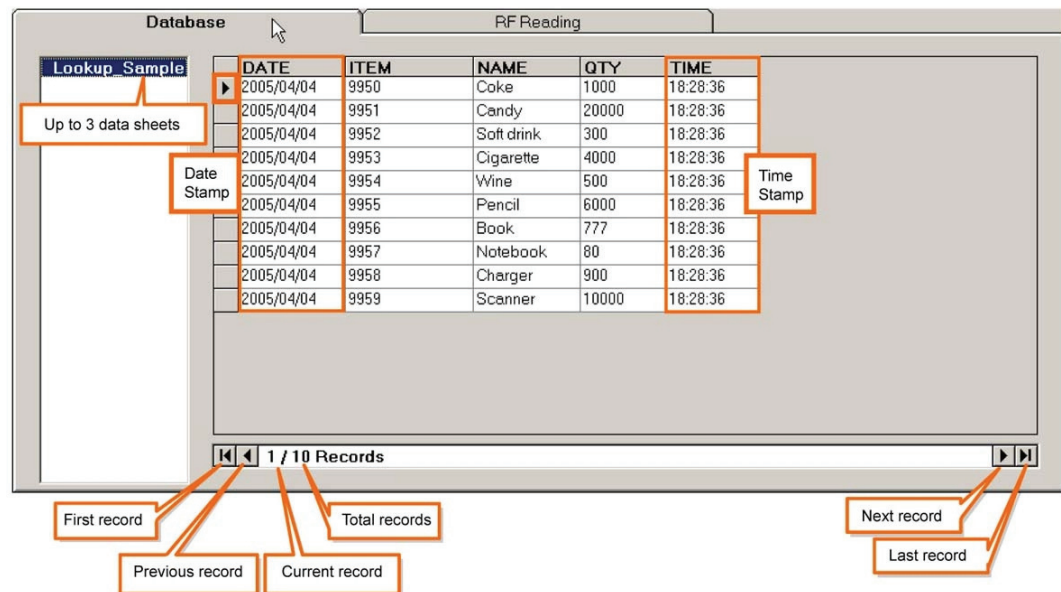 Database RF Reading
Lookup_Sample
Up to 3 data sheets
DATE ITEM NAME QTY TIME
2005/04/04 9950 Coke 1000 18:28:36
2005/04/04 9951 Candy 20000 18:28:36
2005/04/04 9952 Soft drink 300 18:28:36
2005/04/04 9953 Cigarette 4000 18:28:36
2005/04/04 9954 Wine 500 18:28:36
2005/04/04 9955 Pencil 6000 18:28:36
2005/04/04 9956 Book 777 18:28:36
2005/04/04 9957 Notebook 80 18:28:36
2005/04/04 9958 Charger 900 18:28:36
2005/04/04 9959 Scanner 10000 18:28:36
Date
Stamp
Time
Stamp
1 / 10 Records
First record
Total records
Next record
Previous record
Current record
Last record